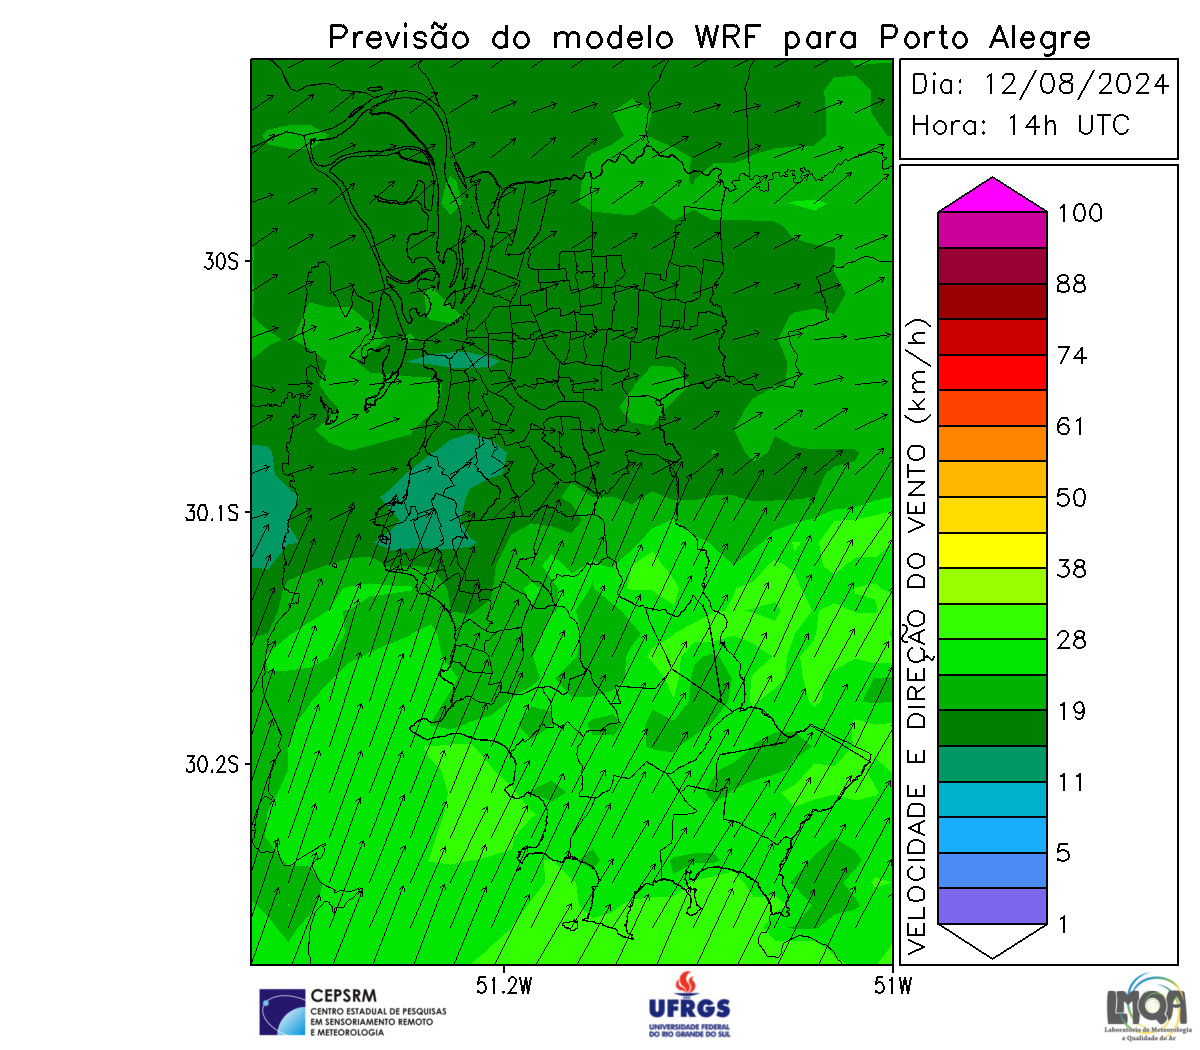 Previsão do modelo WRF para Porto Alegre
Dia: 12/08/2024
Hora: 14h UTC
30S
30.1S
30.2S
51.2W
51W
VELOCIDADE E DIREÇÃO DO VENTO (km/h)
100
88
74
61
50
38
28
19
11
5
1
CEPSRM
CENTRO ESTADUAL DE PESQUISAS
EM SENSORIAMENTO REMOTO
E METEOROLOGIA
UFRGS
UNIVERSIDADE FEDERAL
DO RIO GRANDE DO SUL
LMQA
Laboratório de Meteorologia
e Qualidade do Ar